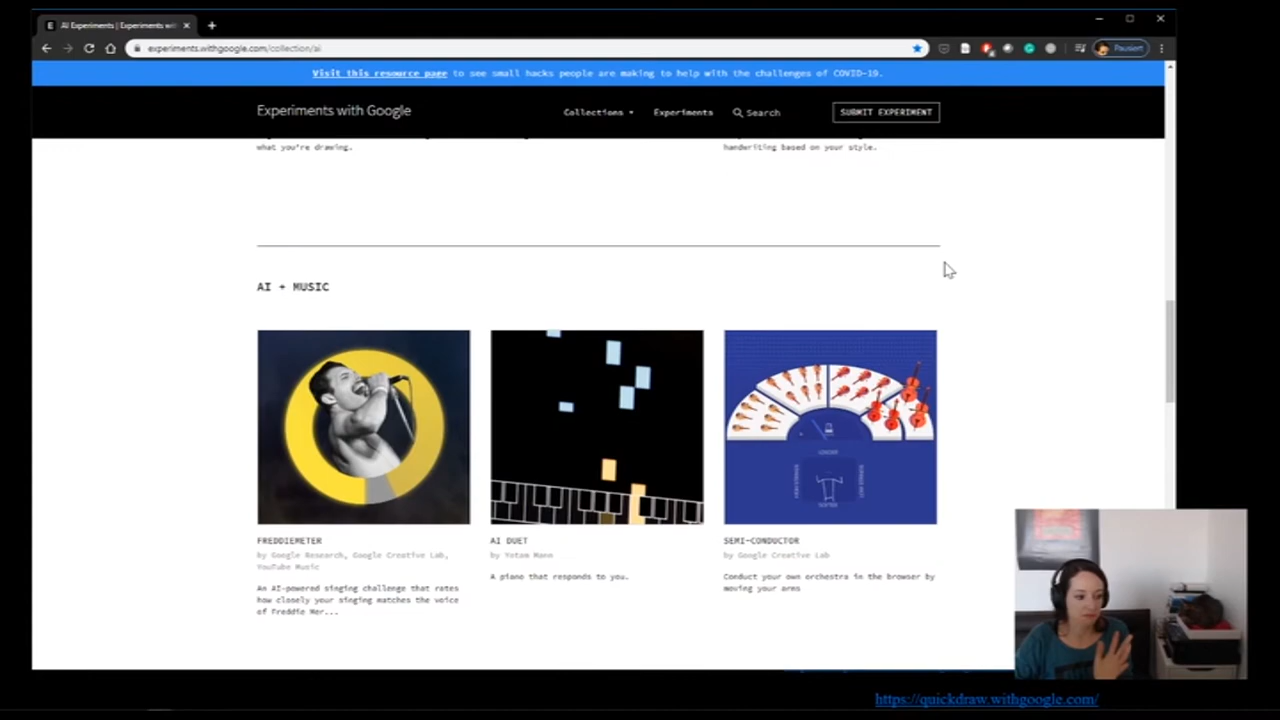 AI Experiments | Experiments wit
experiments.withgoogle.com/collection/ai
Pausiert
Visit this resource page to see small hacks people are making to help with the challenges of COVID-19.
Experiments with Google
Collections
Experiments
Search
SUBMIT EXPERIMENT
what you're drawing.
handwriting based on your style.
AI + MUSIC
FREDDIEMETER
by Google Research, Google Creative Lab,
YouTube Music
An AI-powered singing challenge that rates
how closely your singing matches the voice
of Freddie Mer...
AI DUET
by Yotam Mann
A piano that responds to you.
SEMI-CONDUCTOR
by Google Creative Lab
Conduct your own orchestra in the browser by
moving your arms
https://quickdraw.withgoogle.com/